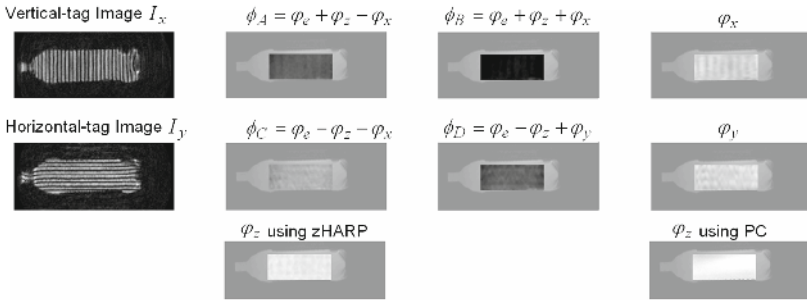 Vertical-tag Image I_x
ϕ_A = φ_e + φ_z − φ_x
ϕ_B = φ_e + φ_z + φ_x
φ_x
Horizontal-tag Image I_y
ϕ_C = φ_e − φ_z − φ_x
ϕ_D = φ_e − φ_z + φ_y
φ_y
φ_z using zHARP
φ_z using PC